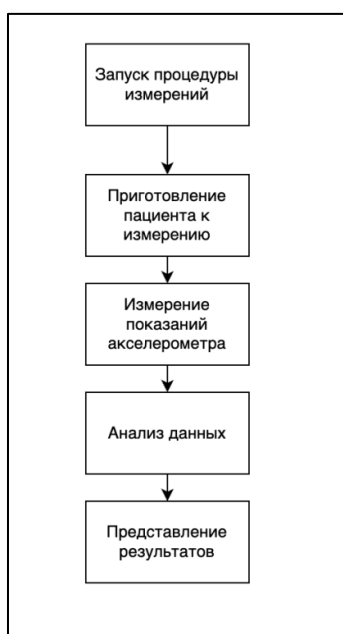 Запуск процедуры
измерений
Приготовление
пациента к
измерению
Измерение
показаний
акселерометра
Анализ данных
Представление
результатов